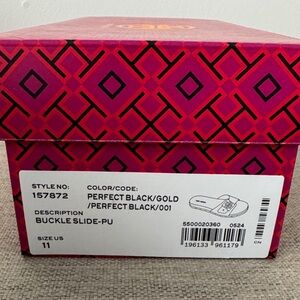 STYLE NO:
157872
COLOR/CODE:
PERFECT BLACK/GOLD
/PERFECT BLACK/001
DESCRIPTION
BUCKLE SLIDE-PU
SIZE US
11
5500020360 0524
196133 961179
CN